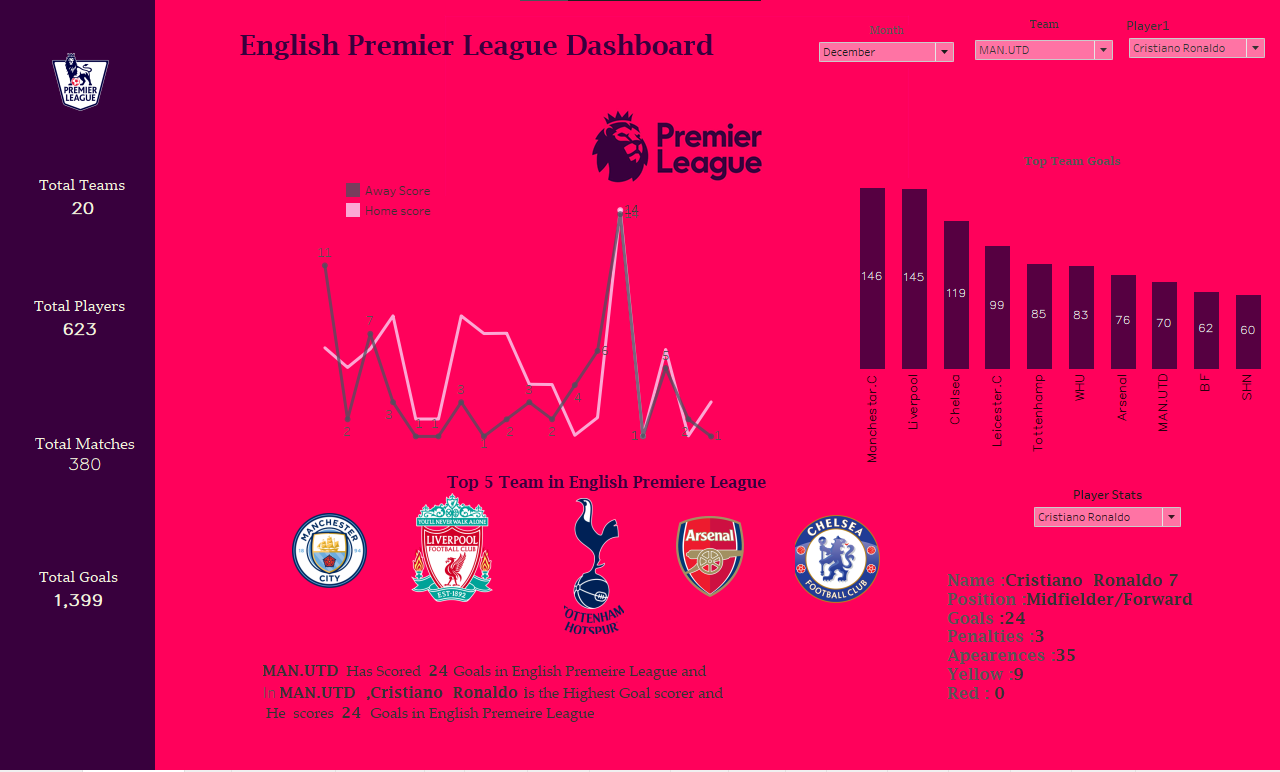 English Premier League Dashboard
Month
December
Team
MAN.UTD
Player1
Cristiano Ronaldo
PREMIER
LEAGUE
Total Teams
20
Total Players
623
Total Matches
380
Total Goals
1,399
Premier
League
Away Score
Home score
11
2
7
3
1
1
3
1
2
3
2
4
6
14
1
5
2
1
Top Team Goals
146
145
119
99
85
83
76
70
62
60
Manchester.C
Liverpool
Chelsea
Leicester.C
Tottenhamp
WHU
Arsenal
MAN.UTD
B.F
SHN
Top 5 Team in English Premiere League
MANCHESTER
18 94
CITY
YOU'LL NEVER WALK ALONE
LIVERPOOL
FOOTBALL CLUB
EST·1892
TOTTENHAM
HOTSPUR
Arsenal
CHELSEA
FOOTBALL CLUB
Player Stats
Cristiano Ronaldo
Name :Cristiano Ronaldo 7
Position :Midfielder/Forward
Goals :24
Penalties :3
Apearences :35
Yellow :9
Red : 0
MAN.UTD Has Scored 24 Goals in English Premeire League and
In MAN.UTD ,Cristiano Ronaldo Is the Highest Goal scorer and
He scores 24 Goals in English Premeire League